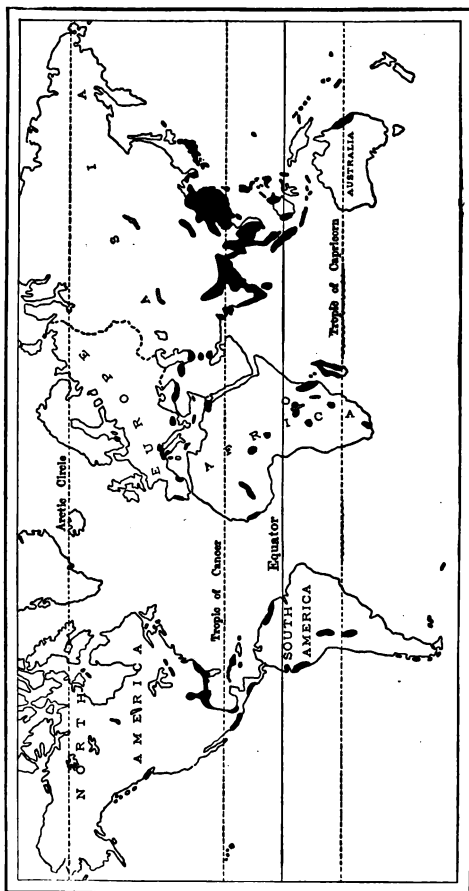 NORTH
AMERICA
SOUTH
AMERICA
EUROPE
ASIA
AFRICA
AUSTRALIA
Arctic Circle
Tropic of Cancer
Equator
Tropic of Capricorn